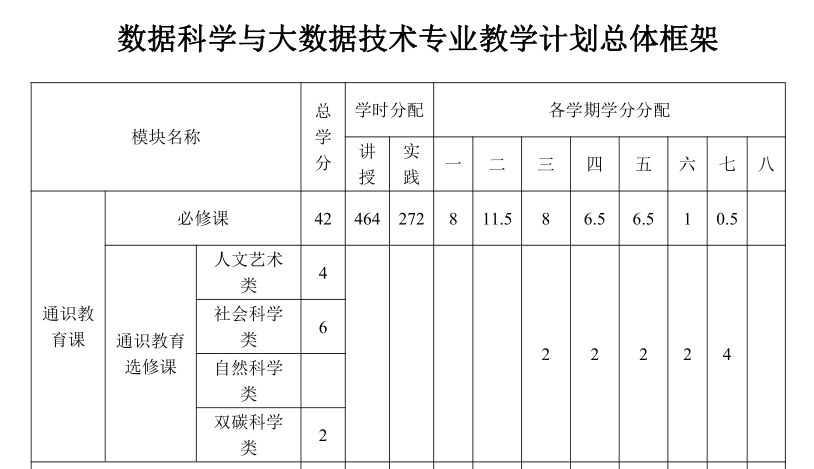 数据科学与大数据技术专业教学计划总体框架
模块名称 总学分 学时分配 各学期学分分配
讲授 实践 一 二 三 四 五 六 七 八
通识教育课 必修课 42 464 272 8 11.5 8 6.5 6.5 1 0.5
通识教育选修课 人文艺术类 4
社会科学类 6
2 2 2 2 4
自然科学类
双碳科学类 2